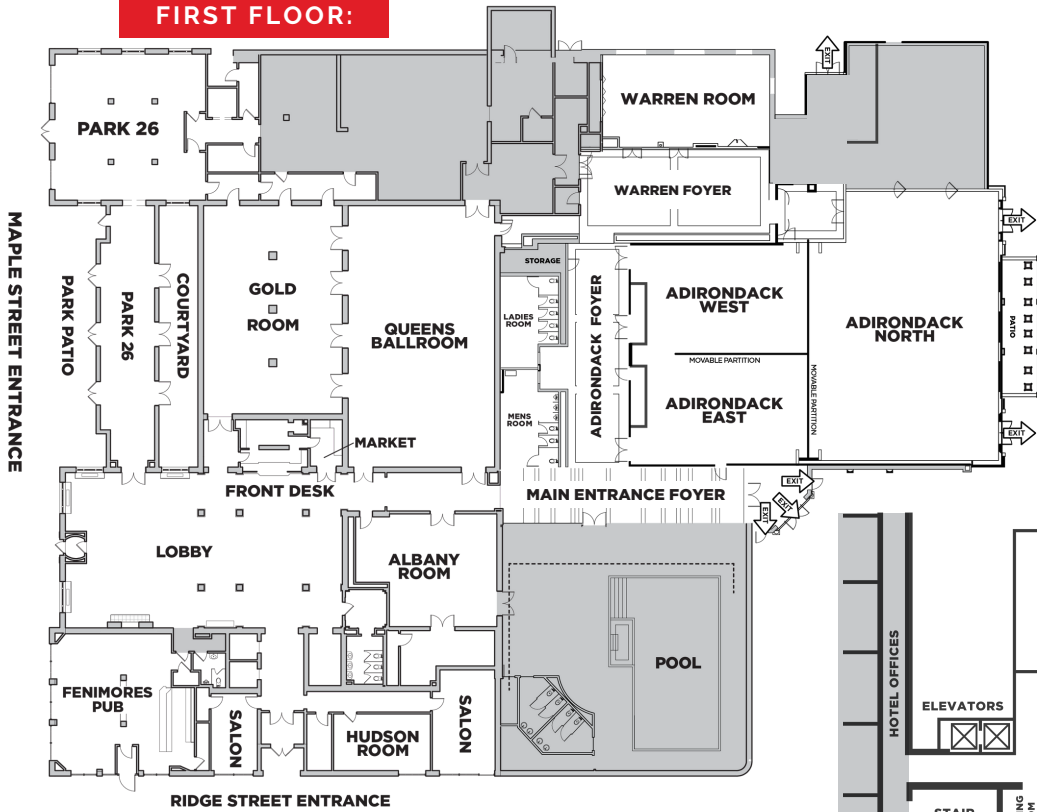 FIRST FLOOR:
EXIT
WARREN ROOM
PARK 26
WARREN FOYER
EXIT
MAPLE STREET ENTRANCE
PARK PATIO
PARK 26
COURTYARD
GOLD
ROOM
QUEENS
BALLROOM
STORAGE
LADIES
ROOM
MENS
ROOM
ADIRONDACK FOYER
ADIRONDACK
WEST
MOVABLE PARTITION
ADIRONDACK
EAST
MOVABLE PARTITION
ADIRONDACK
NORTH
PATIO
EXIT
MARKET
FRONT DESK
MAIN ENTRANCE FOYER
EXIT
EXIT
EXIT
LOBBY
ALBANY
ROOM
POOL
FENIMORES
PUB
SALON
HUDSON
ROOM
SALON
RIDGE STREET ENTRANCE
HOTEL OFFICES
ELEVATORS
STAIR